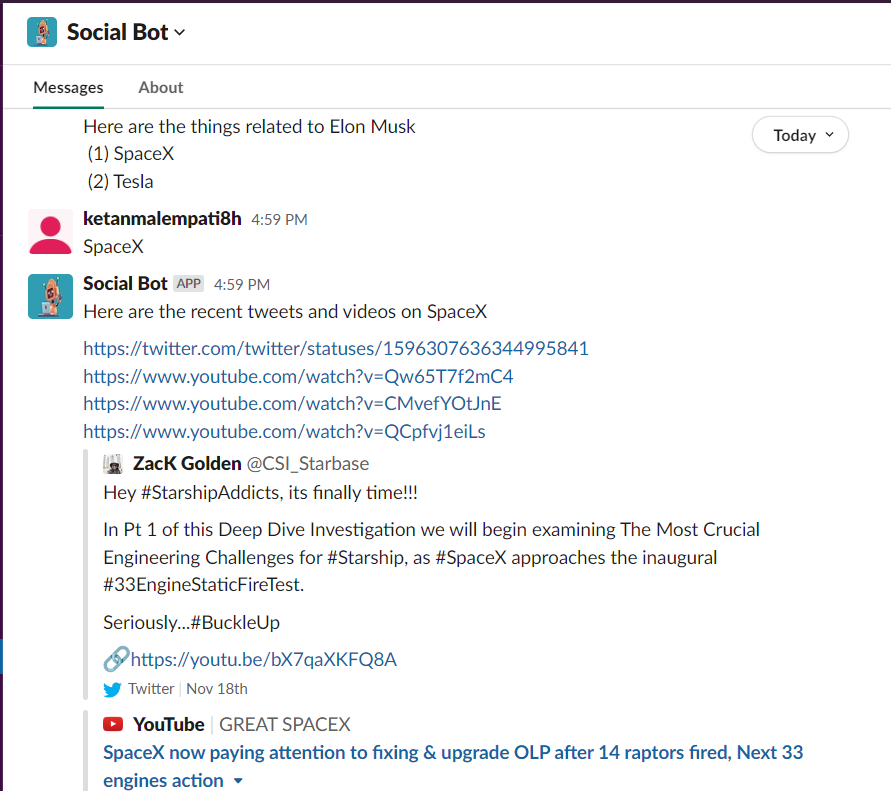 Social Bot
Messages About
Here are the things related to Elon Musk
Today
(1) SpaceX
(2) Tesla
ketanmalempati8h 4:59 PM
SpaceX
Social Bot APP 4:59 PM
Here are the recent tweets and videos on SpaceX
https://twitter.com/twitter/statuses/1596307636344995841
https://www.youtube.com/watch?v=Qw65T7f2mC4
https://www.youtube.com/watch?v=CMvefYOtJnE
https://www.youtube.com/watch?v=QCpfvj1eiLs
ZacK Golden @CSI_Starbase
Hey #StarshipAddicts, its finally time!!!
In Pt 1 of this Deep Dive Investigation we will begin examining The Most Crucial
Engineering Challenges for #Starship, as #SpaceX approaches the inaugural
#33EngineStaticFireTest.
Seriously...#BuckleUp
https://youtu.be/bX7qaXKFQ8A
Twitter | Nov 18th
YouTube | GREAT SPACEX
SpaceX now paying attention to fixing & upgrade OLP after 14 raptors fired, Next 33
engines action